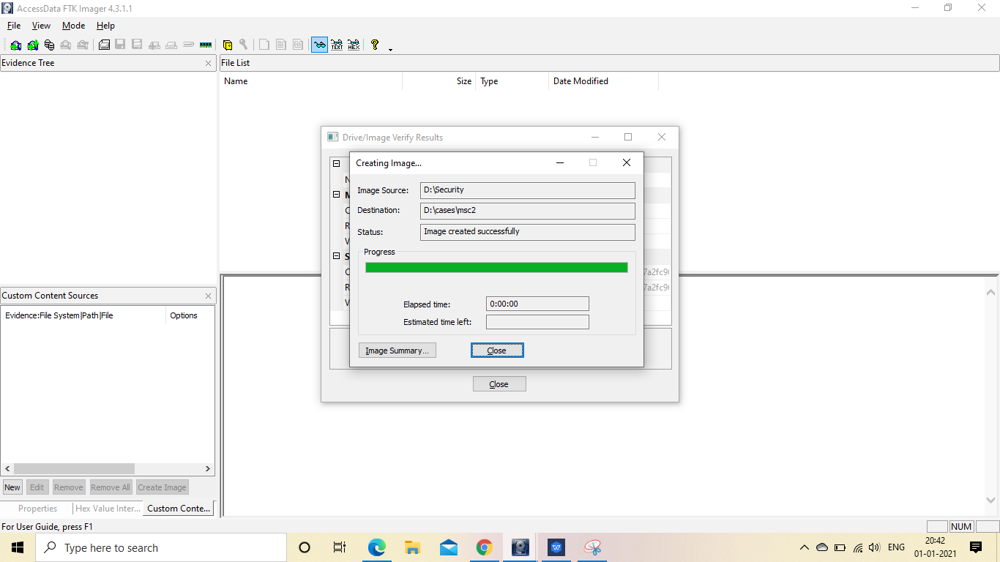 AccessData FTK Imager 4.3.1.1
File View Mode Help
TEXT HEX
Evidence Tree
File List
Name Size Type Date Modified
Drive/Image Verify Results
Creating Image...
Image Source: D:\Security
Destination: D:\cases\msc2
Status: Image created successfully
Progress
Elapsed time: 0:00:00
Estimated time left:
Image Summary... Close
Close
7a2fc9
7a2fc9
Custom Content Sources
Evidence:File System|Path|File Options
New Edit Remove Remove All Create Image
Properties Hex Value Inter... Custom Conte...
For User Guide, press F1
NUM
Type here to search
ENG
20:42
01-01-2021